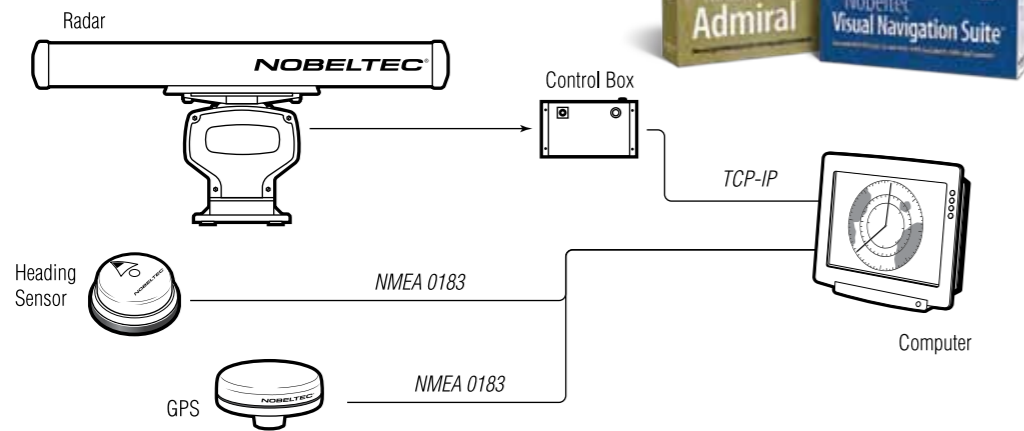 Radar
NOBELTEC®
Admiral
Nobeltec
Visual Navigation Suite™
Control Box
TCP-IP
Heading
Sensor
NOBELTEC
NMEA 0183
Computer
GPS
NOBELTEC
NMEA 0183